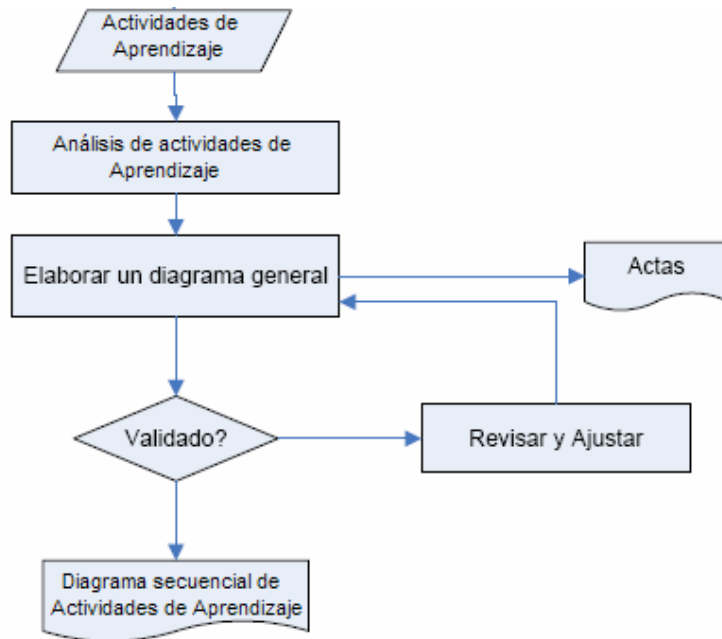 Actividades de
Aprendizaje
Análisis de actividades de
Aprendizaje
Elaborar un diagrama general
Actas
Validado?
Revisar y Ajustar
Diagrama secuencial de
Actividades de Aprendizaje